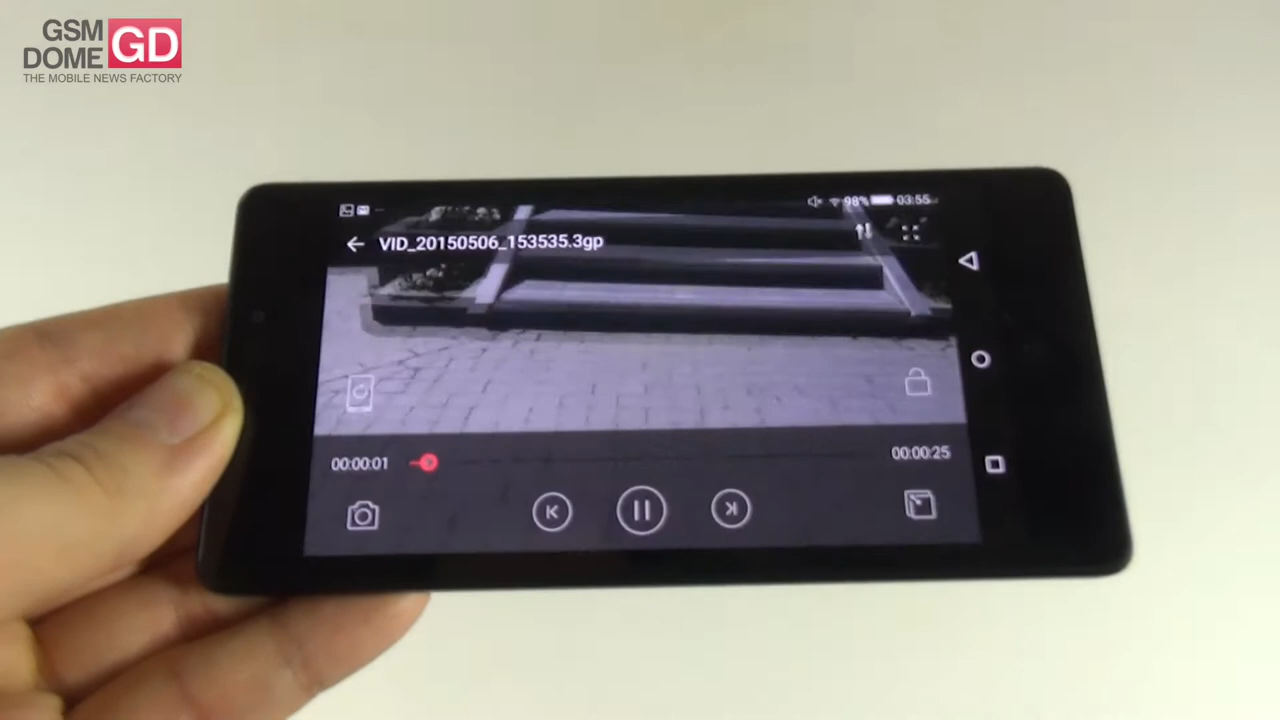 GSM
DOME GD
THE MOBILE NEWS FACTORY
98% 03:55
VID_20150506_153535.3gp
00:00:01
00:00:25